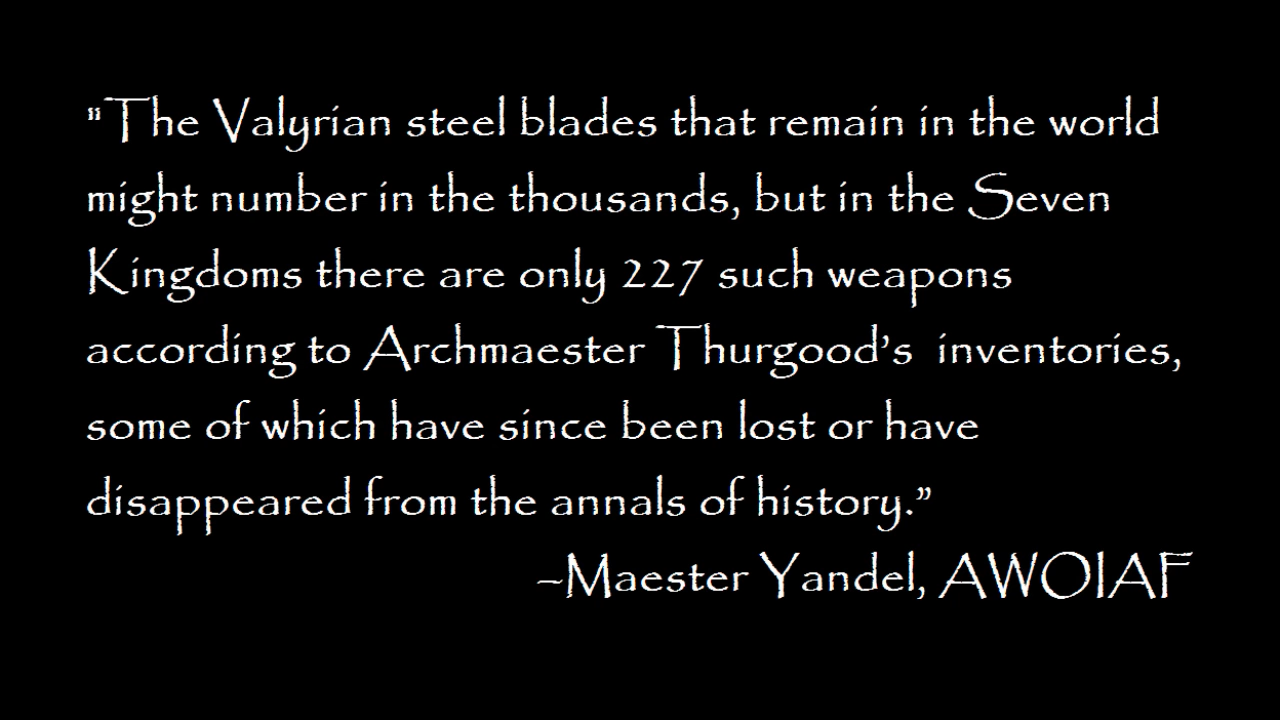 "The Valyrian steel blades that remain in the world
might number in the thousands, but in the Seven
Kingdoms there are only 227 such weapons
according to Archmaester Thurgood’s  inventories,
some of which have since been lost or have
disappeared from the annals of history.”
–Maester Yandel, AWOIAF